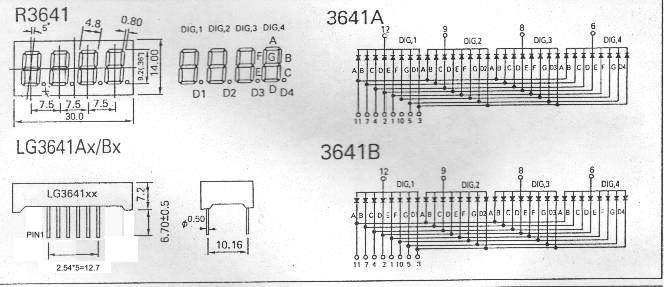 R3641
5° 4.8 0.80
9.2(.361) 14.00
7.5 7.5 7.5
30.0
DIG,1 DIG,2 DIG,3 DIG,4
A
F G B
E C
D
D1 D2 D3 D4
3641A
12 9 8 6
DIG,1 DIG,2 DIG,3 DIG,4
A B C D E F G D1 A B C D E F G D2 A B C D E F G D3 A B C D E F G D4
11 7 4 2 1 10 5 3
LG3641Ax/Bx
LG3641xx
7.2
PIN1
6.70±0.5
2.54*5=12.7
φ0.50
10.16
3641B
12 9 8 6
DIG,1 DIG,2 DIG,3 DIG,4
A B C D E F G D1 A B C D E F G D2 A B C D E F G D3 A B C D E F G D4
11 7 4 2 1 10 5 3